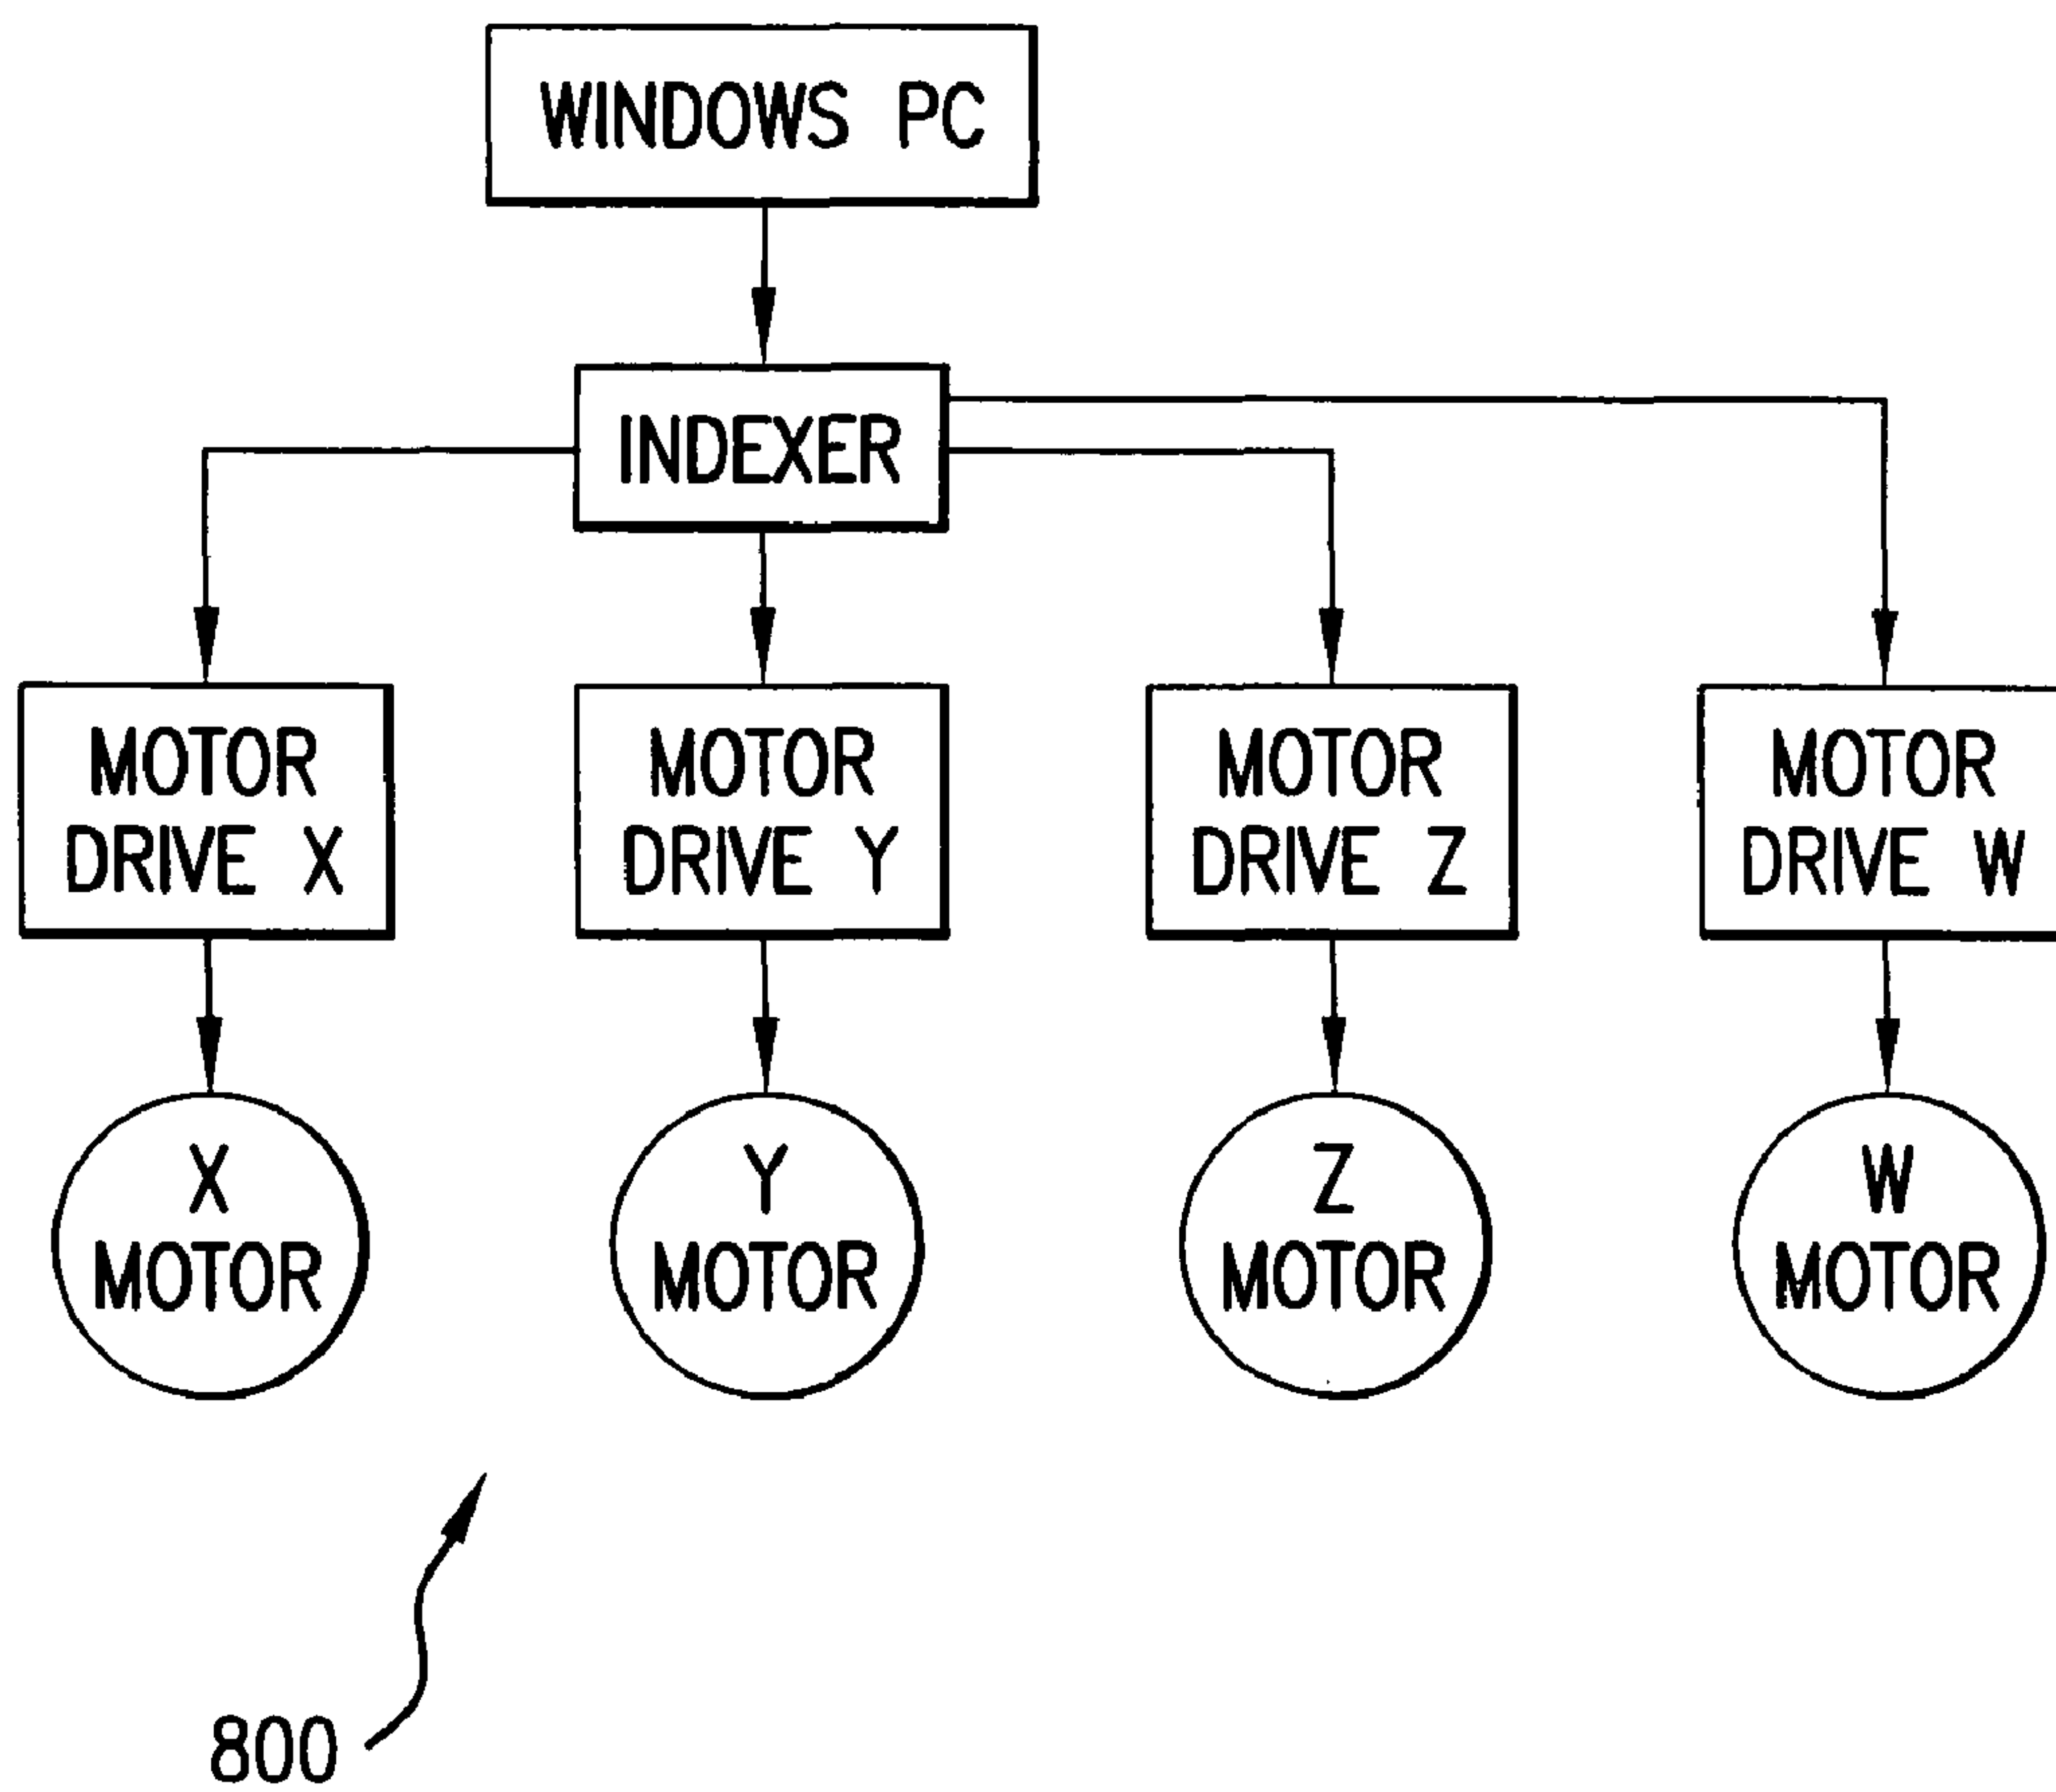 WINDOWS PC
INDEXER
MOTOR
DRIVE X
MOTOR
DRIVE Y
MOTOR
DRIVE Z
MOTOR
DRIVE W
X
MOTOR
Y
MOTOR
Z
MOTOR
W
MOTOR
800